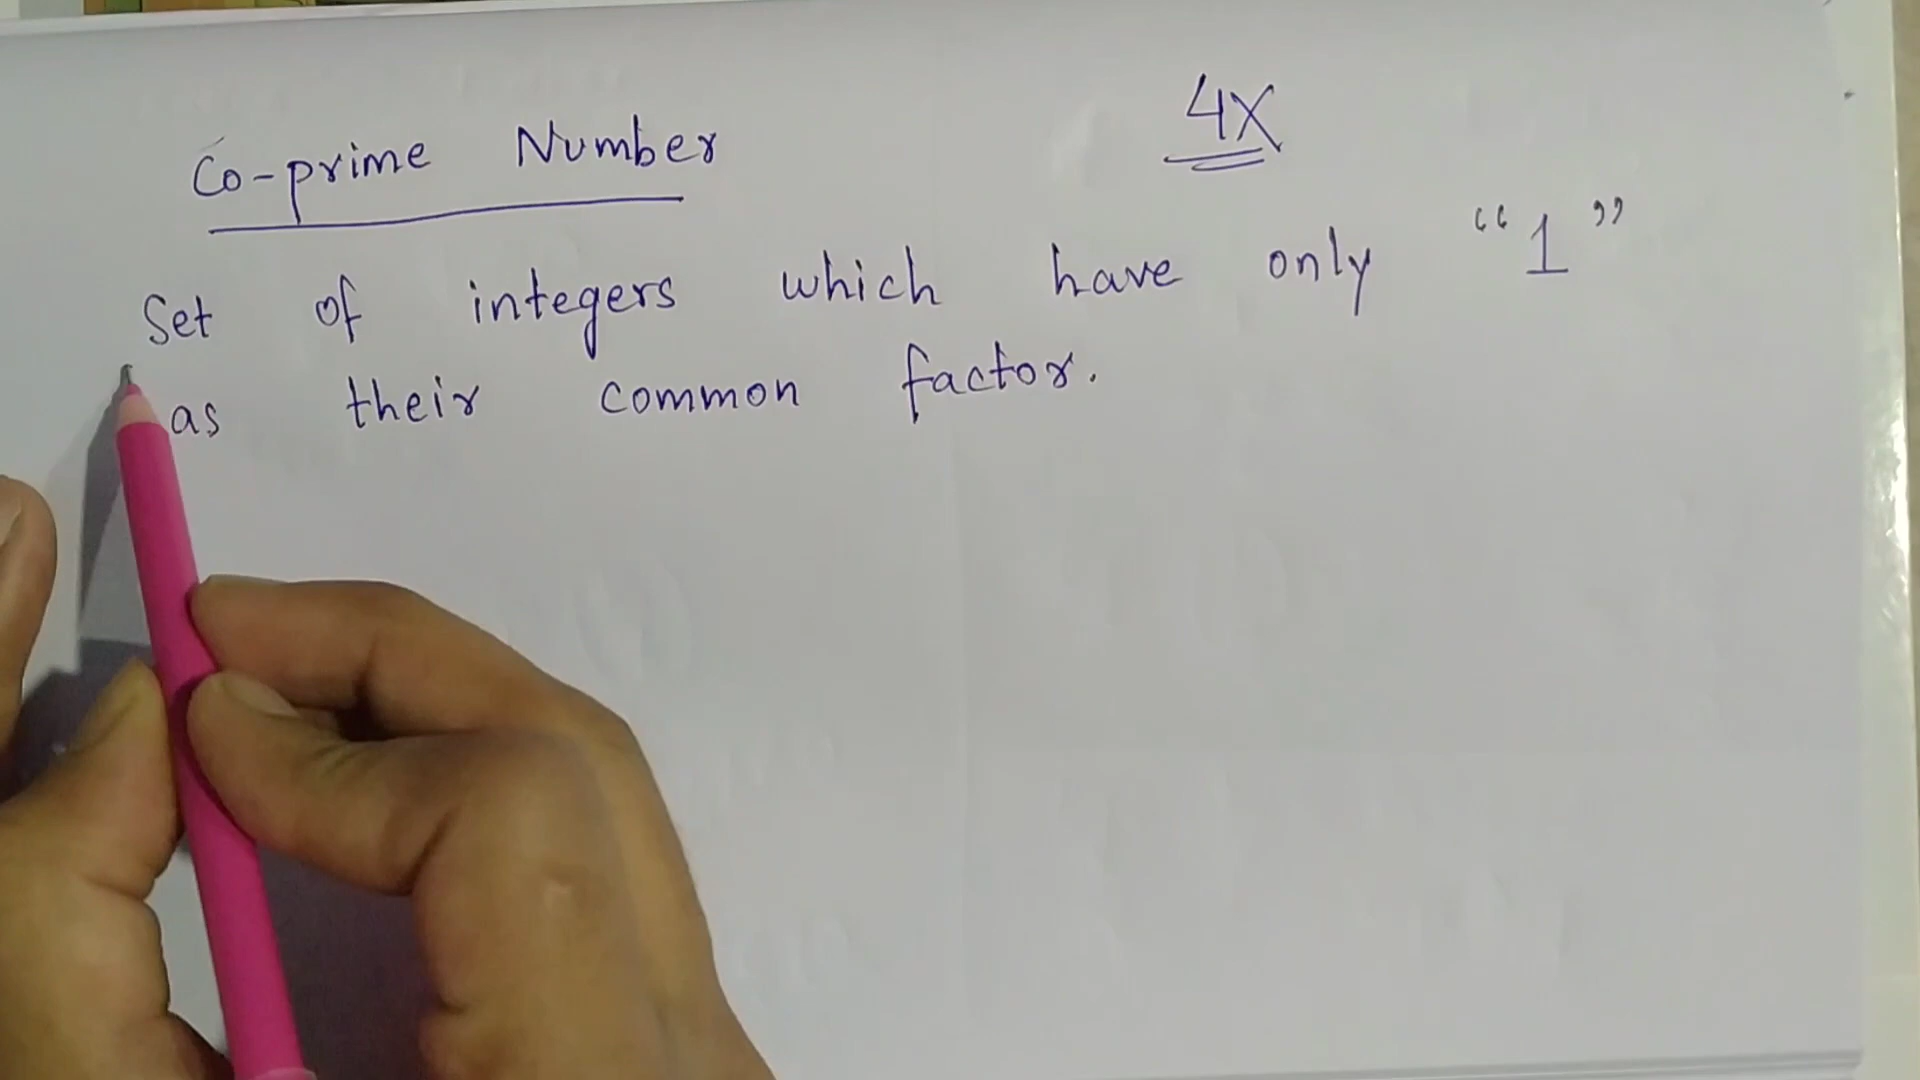 Co-prime Number
4X
Set of integers which have only "1"
as their common factor.